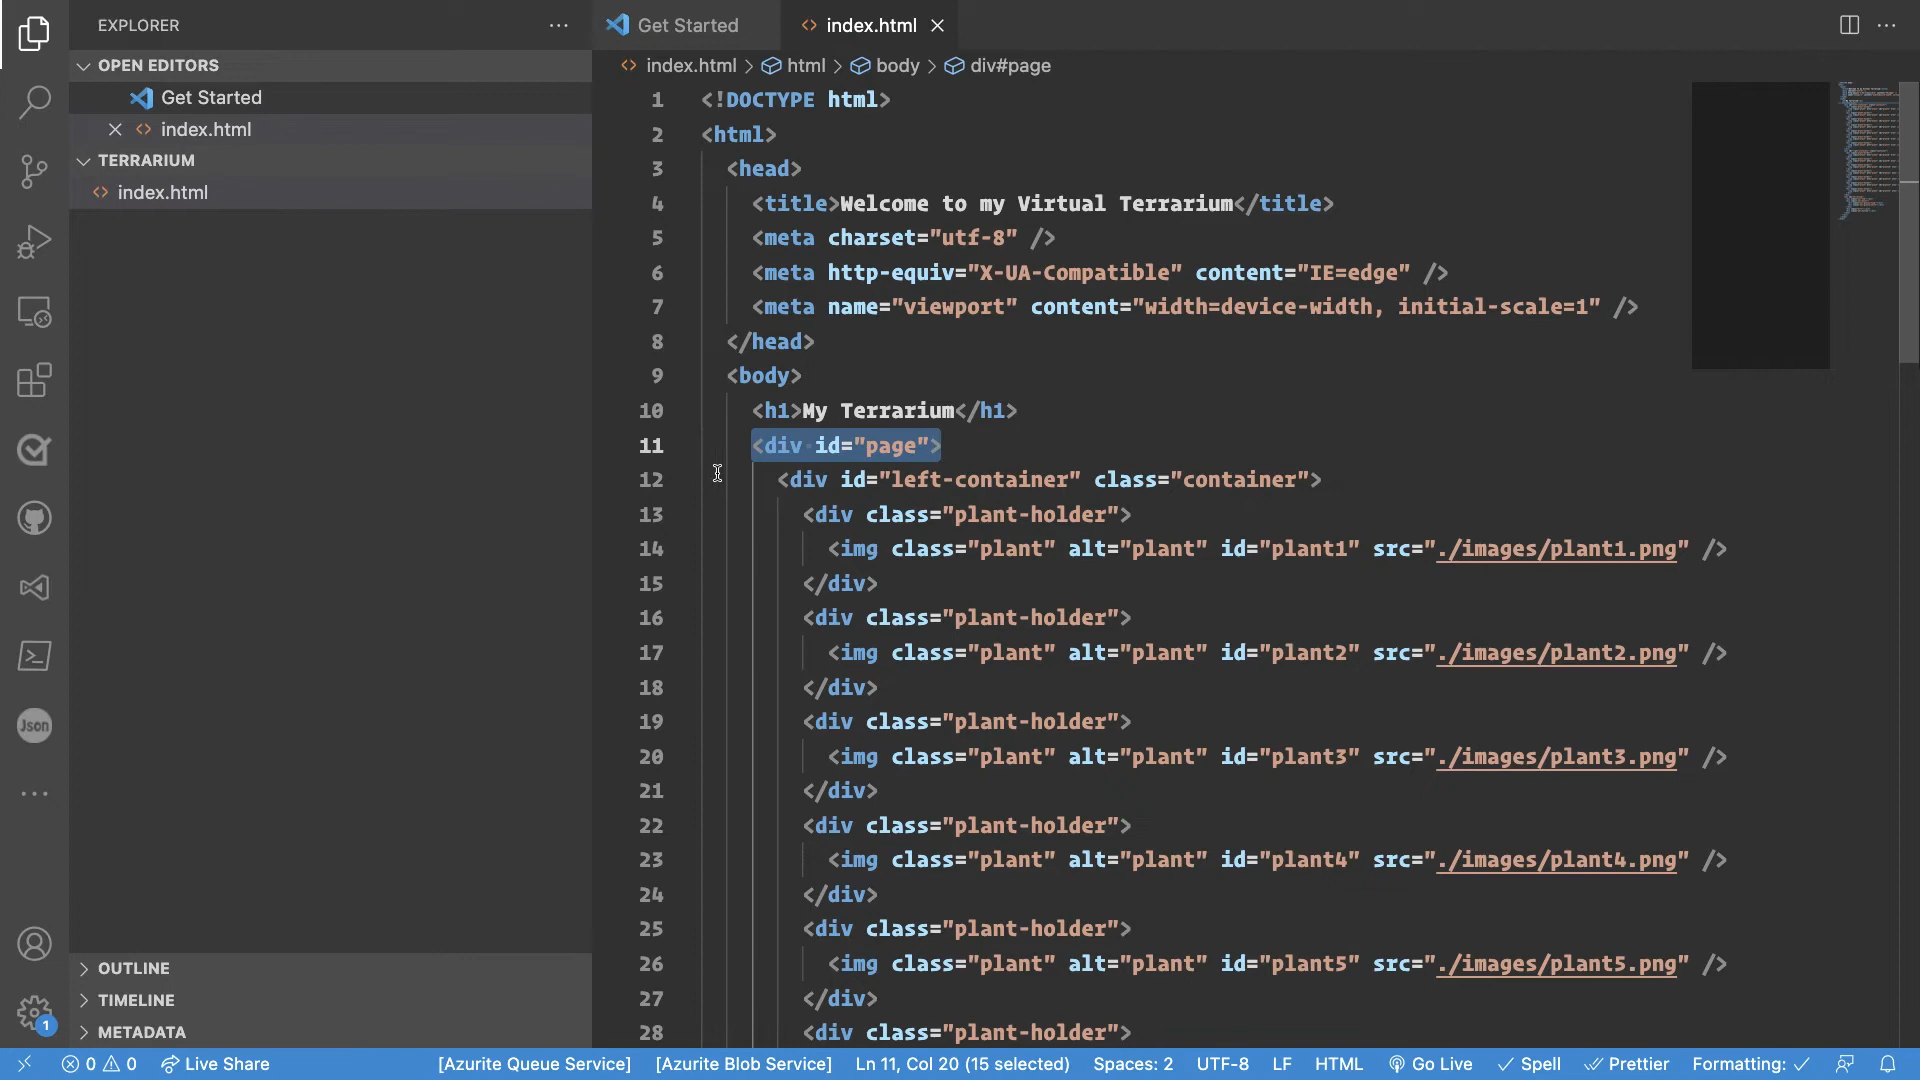 EXPLORER
OPEN EDITORS
Get Started
index.html
TERRARIUM
index.html
OUTLINE
TIMELINE
METADATA
Json
1
Get Started
index.html
index.html > html > body > div#page
1 <!DOCTYPE html>
2 <html>
3 <head>
4 <title>Welcome to my Virtual Terrarium</title>
5 <meta charset="utf-8" />
6 <meta http-equiv="X-UA-Compatible" content="IE=edge" />
7 <meta name="viewport" content="width=device-width, initial-scale=1" />
8 </head>
9 <body>
10 <h1>My Terrarium</h1>
11 <div id="page">
12 <div id="left-container" class="container">
13 <div class="plant-holder">
14 <img class="plant" alt="plant" id="plant1" src="./images/plant1.png" />
15 </div>
16 <div class="plant-holder">
17 <img class="plant" alt="plant" id="plant2" src="./images/plant2.png" />
18 </div>
19 <div class="plant-holder">
20 <img class="plant" alt="plant" id="plant3" src="./images/plant3.png" />
21 </div>
22 <div class="plant-holder">
23 <img class="plant" alt="plant" id="plant4" src="./images/plant4.png" />
24 </div>
25 <div class="plant-holder">
26 <img class="plant" alt="plant" id="plant5" src="./images/plant5.png" />
27 </div>
28 <div class="plant-holder">
0 0 Live Share [Azurite Queue Service] [Azurite Blob Service] Ln 11, Col 20 (15 selected) Spaces: 2 UTF-8 LF HTML Go Live Spell Prettier Formatting: